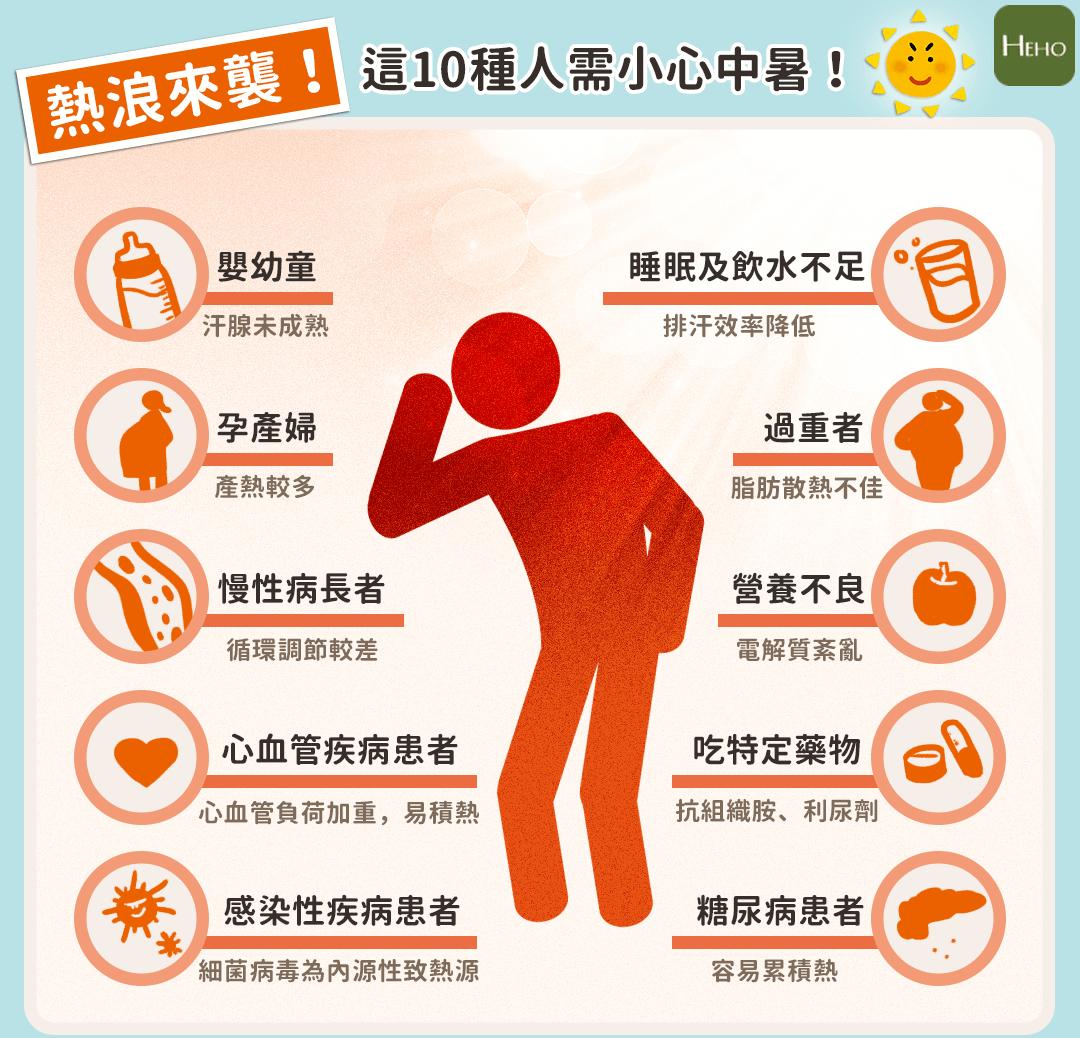 熱浪來襲！
這10種人需小心中暑！
HEHO
嬰幼童
汗腺未成熟
孕產婦
產熱較多
慢性病長者
循環調節較差
心血管疾病患者
心血管負荷加重，易積熱
感染性疾病患者
細菌病毒為內源性致熱源
睡眠及飲水不足
排汗效率降低
過重者
脂肪散熱不佳
營養不良
電解質紊亂
吃特定藥物
抗組織胺、利尿劑
糖尿病患者
容易累積熱